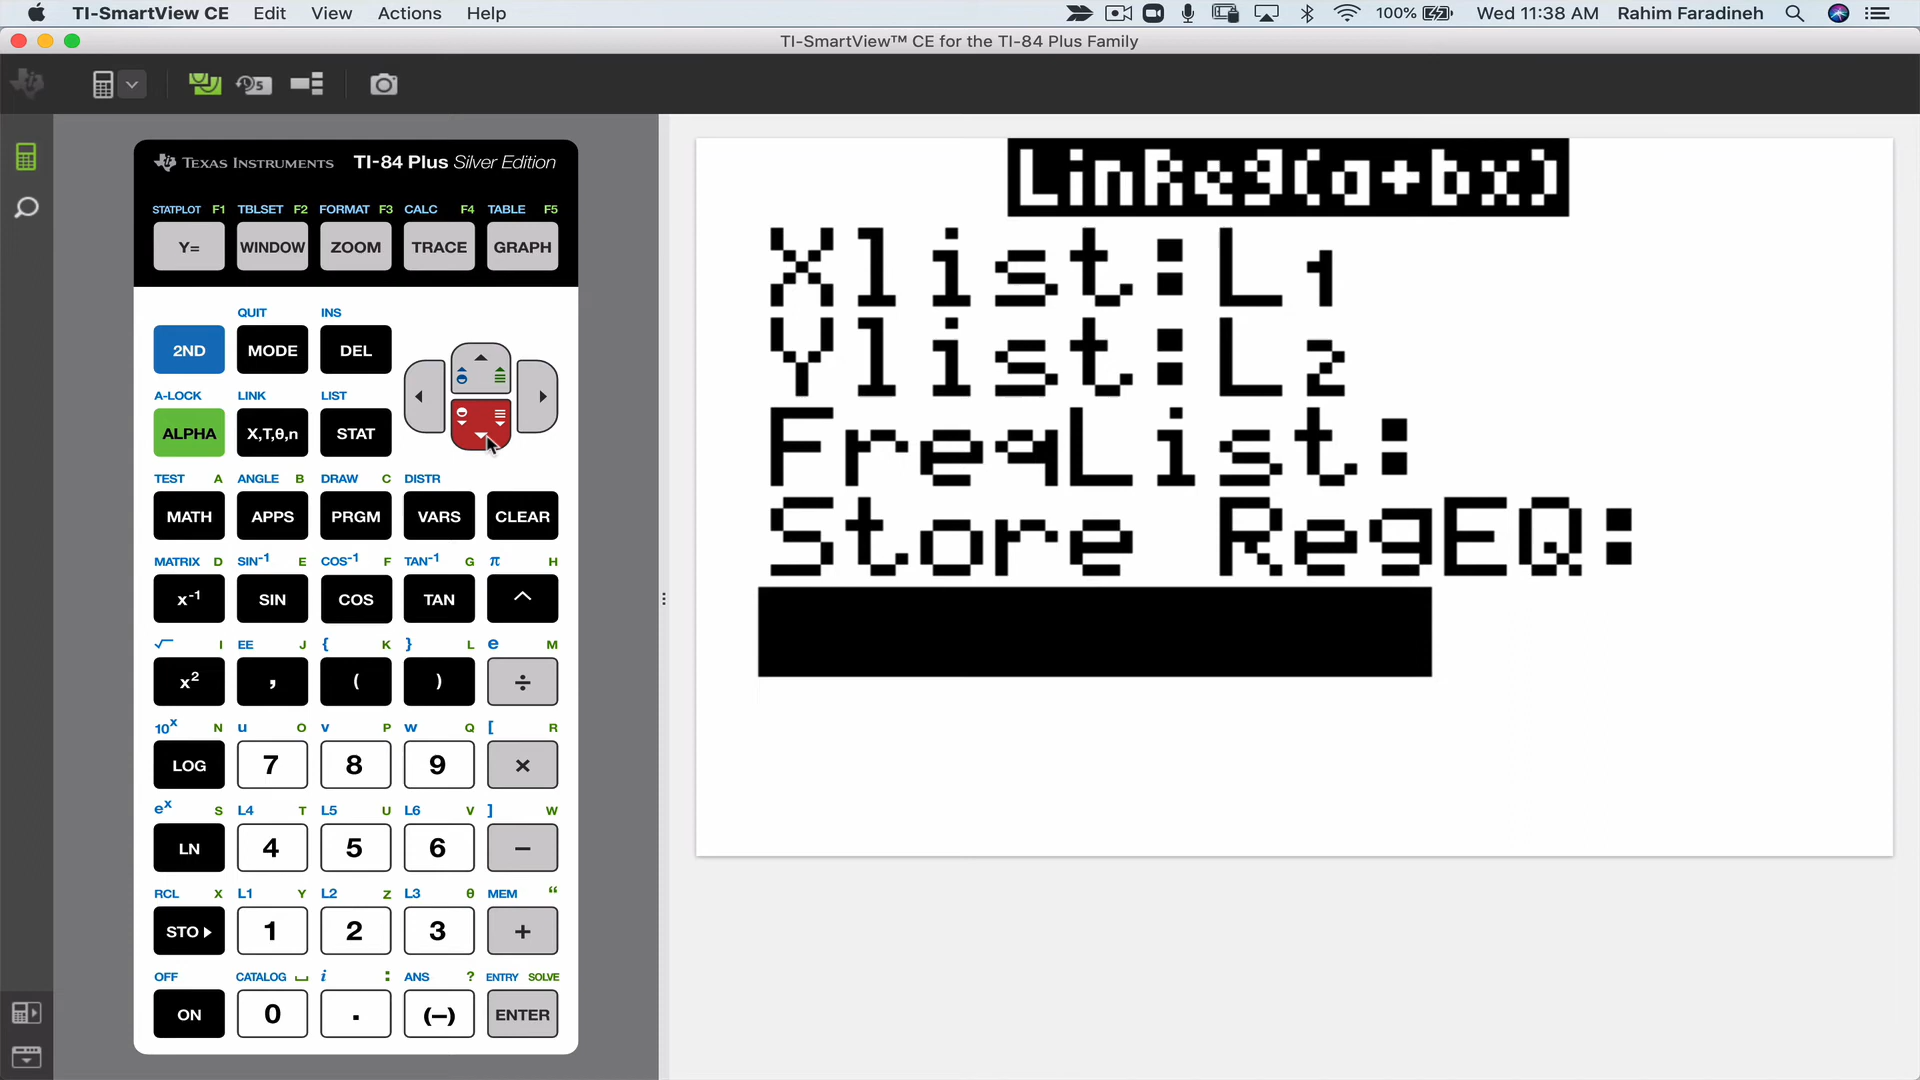 TI-SmartView CE Edit View Actions Help 100% Wed 11:38 AM Rahim Faradineh
TI-SmartView™ CE for the TI-84 Plus Family
TEXAS INSTRUMENTS TI-84 Plus Silver Edition
STATPLOT F1 TBLSET F2 FORMAT F3 CALC F4 TABLE F5
Y= WINDOW ZOOM TRACE GRAPH
QUIT INS
2ND MODE DEL
A-LOCK LINK LIST
ALPHA X,T,θ,n STAT
TEST A ANGLE B DRAW C DISTR
MATH APPS PRGM VARS CLEAR
MATRIX D SIN⁻¹ E COS⁻¹ F TAN⁻¹ G π H
x⁻¹ SIN COS TAN ^
√ I EE J { K } L e M
x² , ( ) ÷
10ˣ N u O v P w Q [ R
LOG 7 8 9 ×
eˣ S L4 T L5 U L6 V ] W
LN 4 5 6 −
RCL X L1 Y L2 Z L3 θ MEM “
STO▸ 1 2 3 +
OFF CATALOG ⎵ i : ANS ? ENTRY SOLVE
ON 0 . (−) ENTER
LinReg(a+bx)
Xlist:L₁
Ylist:L₂
FreqList:
Store RegEQ: